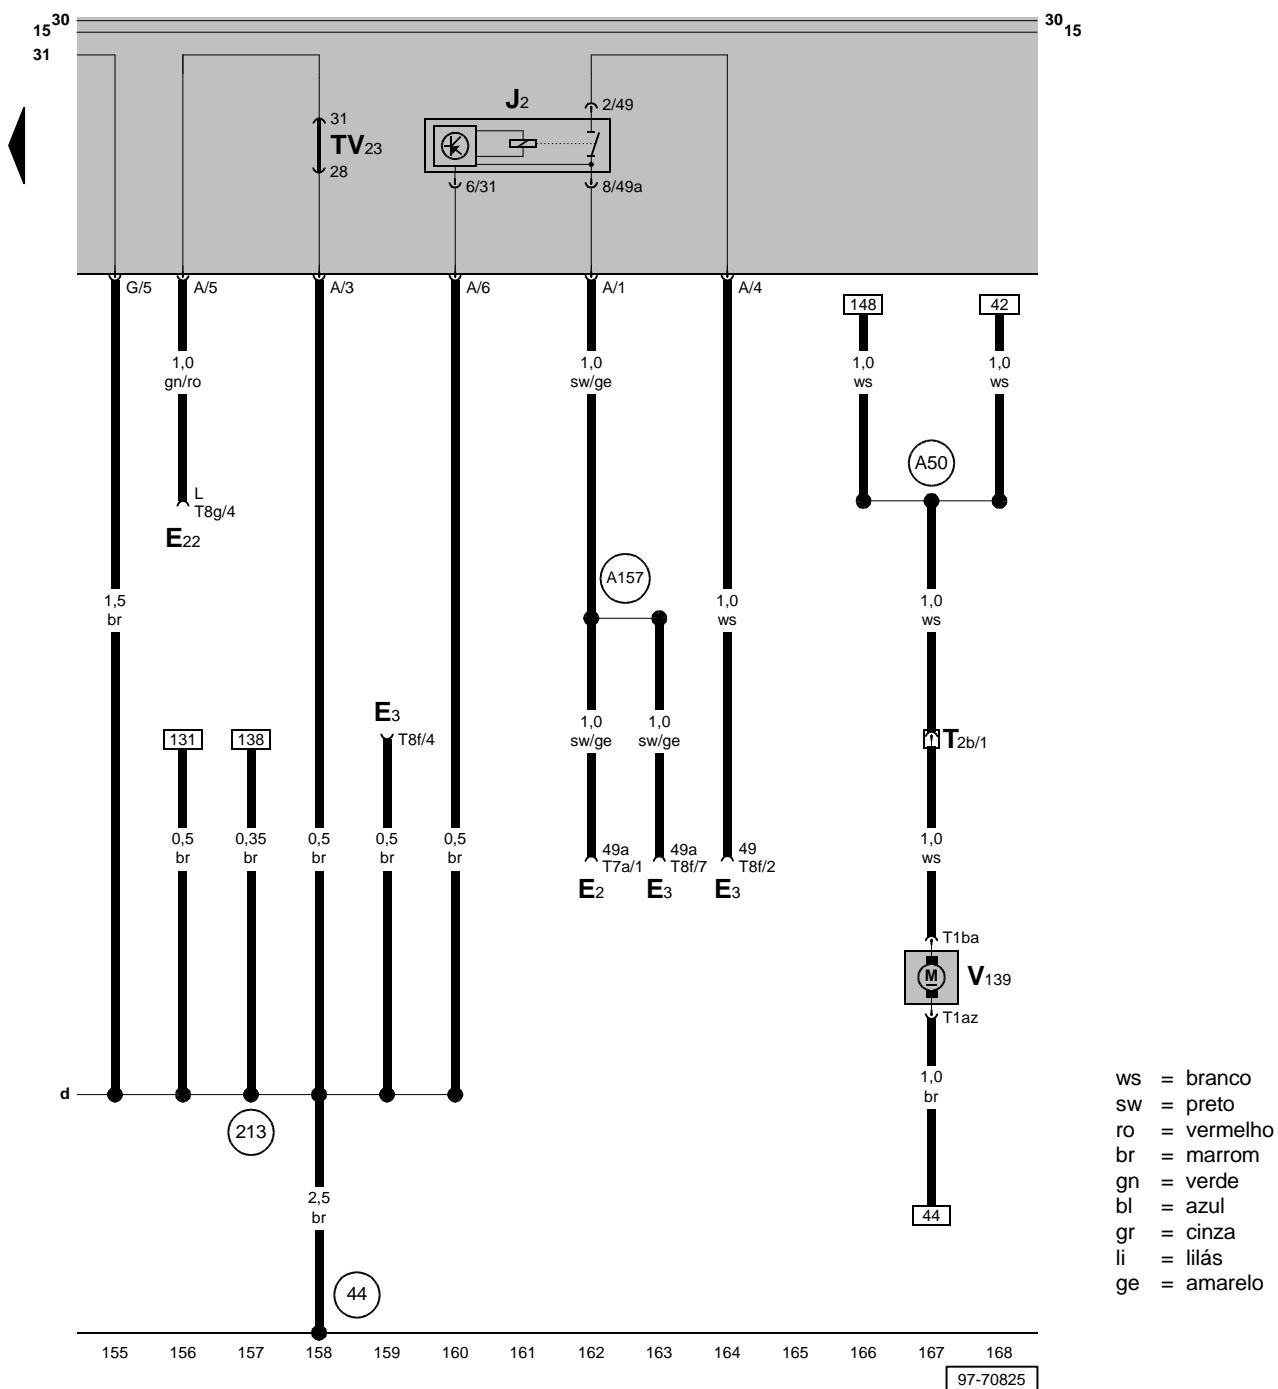 30
15
31
30
15
J2
2/49
31
TV23
28
6/31
8/49a
G/5
A/5
A/3
A/6
A/1
A/4
148
42
1,0
gn/ro
1,0
sw/ge
1,0
ws
1,0
ws
A50
L
T8g/4
E22
A157
1,5
br
1,0
ws
1,0
ws
E3
T8f/4
131
138
1,0
sw/ge
1,0
sw/ge
T2b/1
0,5
br
0,35
br
0,5
br
0,5
br
0,5
br
49a
T7a/1
E2
49a
T8f/7
E3
49
T8f/2
E3
1,0
ws
T1ba
M
V139
T1az
1,0
br
d
213
2,5
br
44
44
ws = branco
sw = preto
ro = vermelho
br = marrom
gn = verde
bl = azul
gr = cinza
li = lilás
ge = amarelo
155 156 157 158 159 160 161 162 163 164 165 166 167 168
97-70825